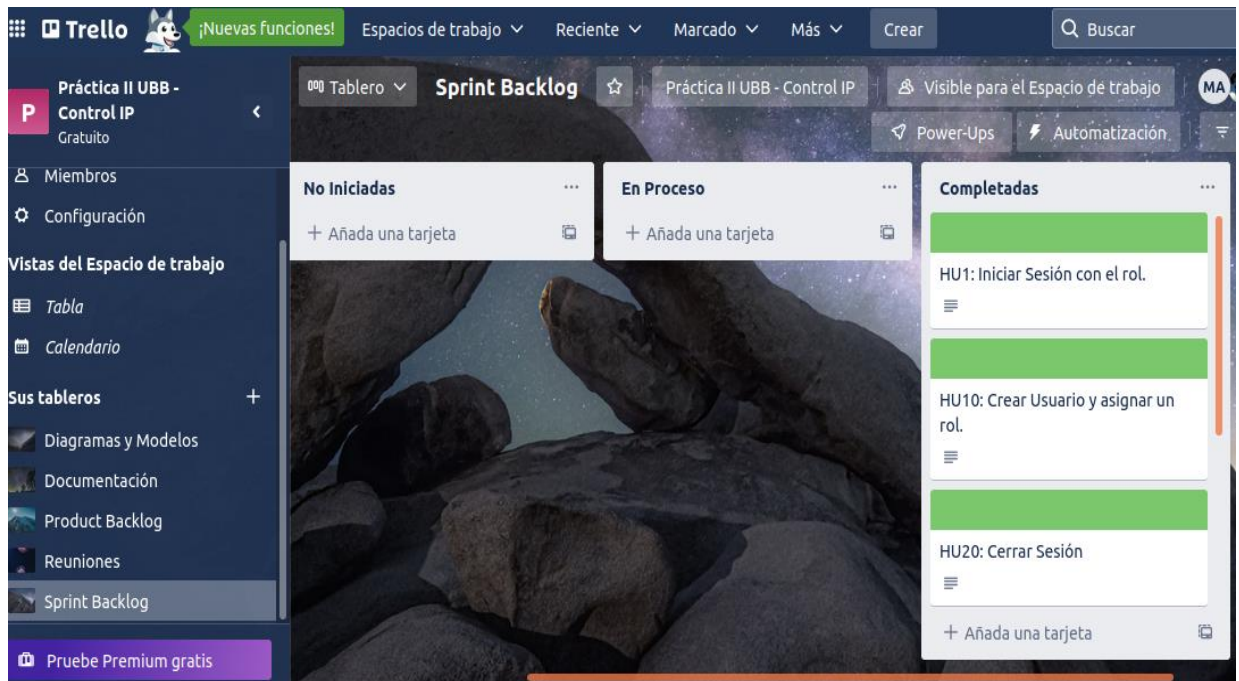 Trello
¡Nuevas funciones!
Espacios de trabajo
Reciente
Marcado
Más
Crear
Buscar
P
Práctica II UBB -
Control IP
Gratuito
Miembros
Configuración
Vistas del Espacio de trabajo
Tabla
Calendario
Sus tableros
Diagramas y Modelos
Documentación
Product Backlog
Reuniones
Sprint Backlog
Pruebe Premium gratis
Tablero
Sprint Backlog
Práctica II UBB - Control IP
Visible para el Espacio de trabajo
MA
Power-Ups
Automatización
No Iniciadas
+ Añada una tarjeta
En Proceso
+ Añada una tarjeta
Completadas
HU1: Iniciar Sesión con el rol.
HU10: Crear Usuario y asignar un
rol.
HU20: Cerrar Sesión
+ Añada una tarjeta